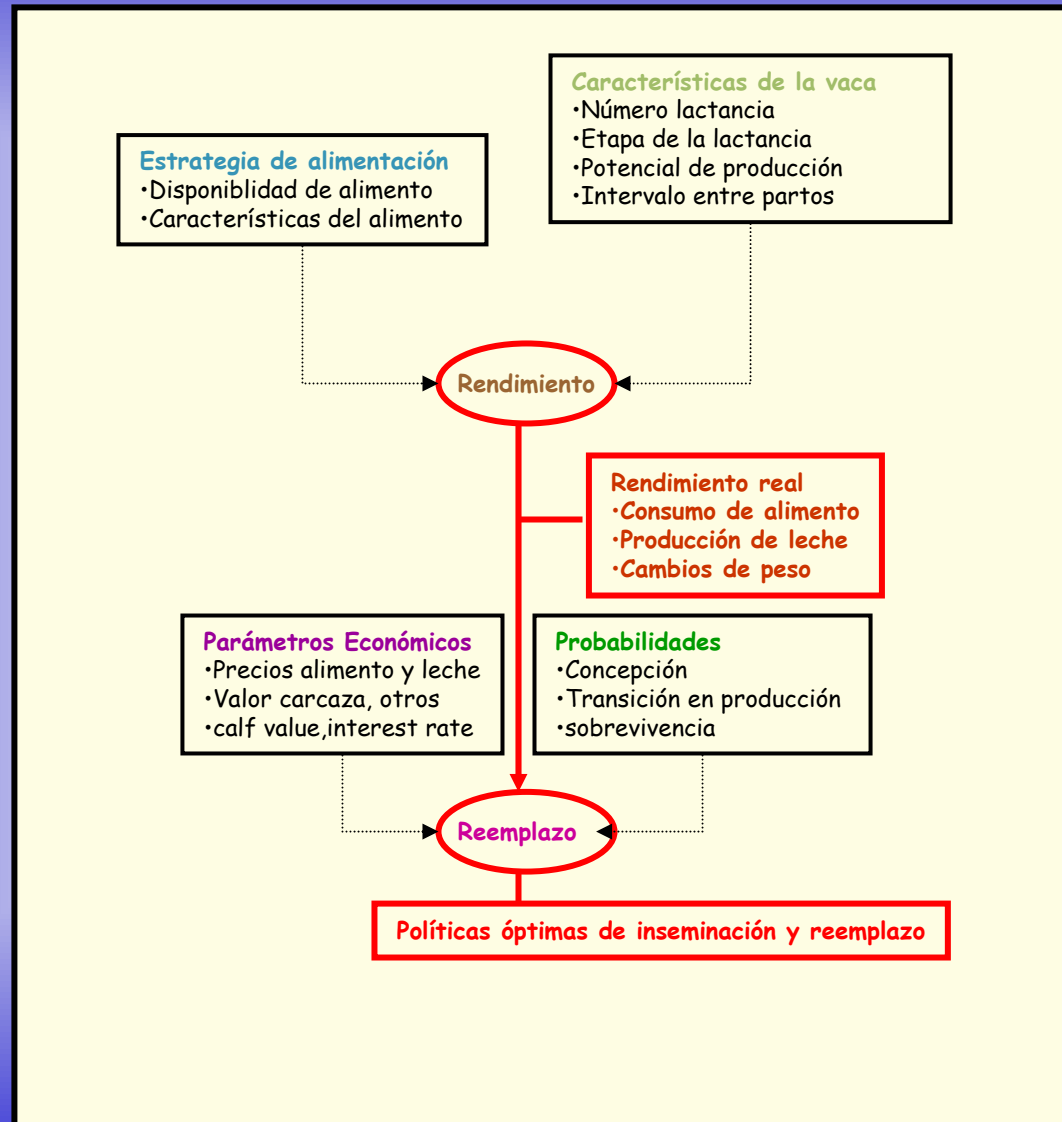 Características de la vaca
•Número lactancia
•Etapa de la lactancia
•Potencial de producción
•Intervalo entre partos
Estrategia de alimentación
•Disponiblidad de alimento
•Características del alimento
Rendimiento
Rendimiento real
•Consumo de alimento
•Producción de leche
•Cambios de peso
Parámetros Económicos
•Precios alimento y leche
•Valor carcaza, otros
•calf value,interest rate
Probabilidades
•Concepción
•Transición en producción
•sobrevivencia
Reemplazo
Políticas óptimas de inseminación y reemplazo